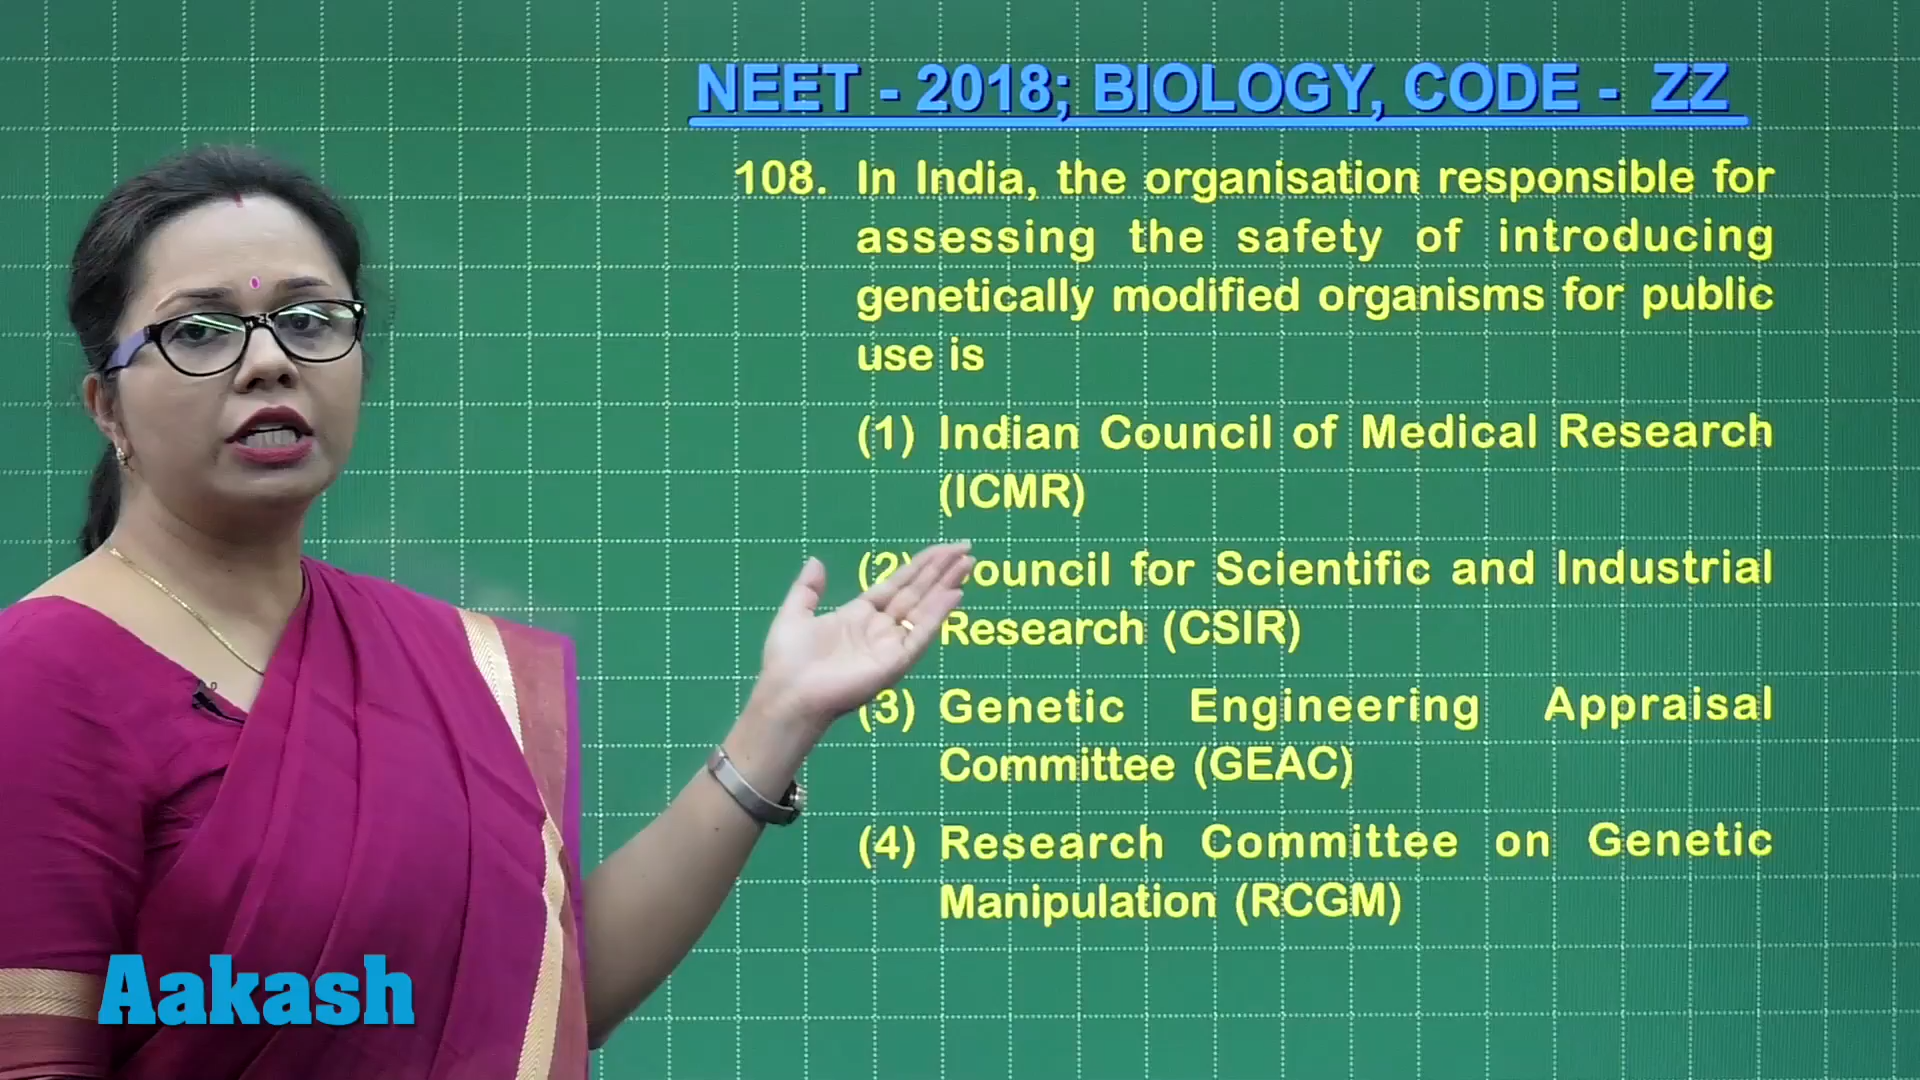 NEET - 2018; BIOLOGY, CODE - ZZ
108. In India, the organisation responsible for
assessing the safety of introducing
genetically modified organisms for public
use is
(1) Indian Council of Medical Research
(ICMR)
(2) Council for Scientific and Industrial
Research (CSIR)
(3) Genetic Engineering Appraisal
Committee (GEAC)
(4) Research Committee on Genetic
Manipulation (RCGM)
Aakash